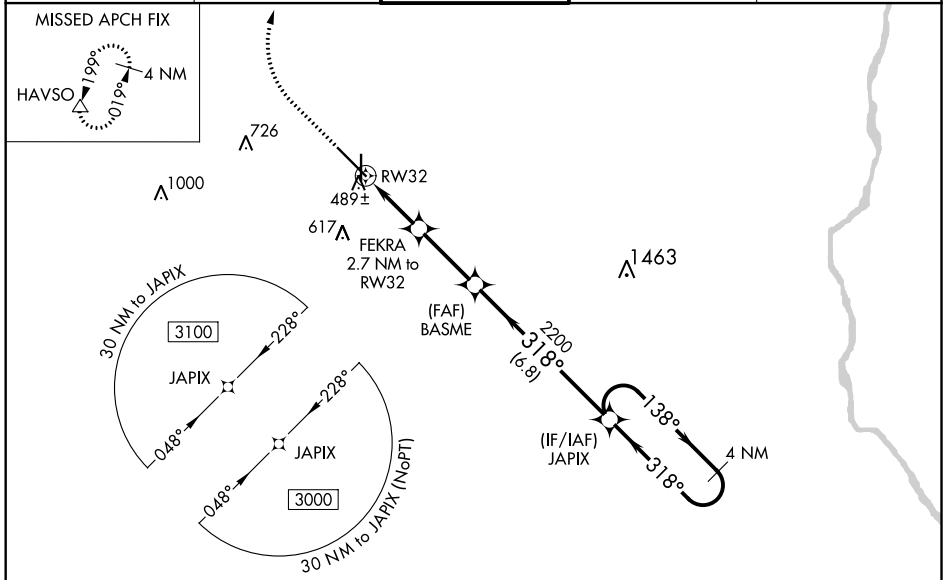 MISSED APCH FIX
HAVSO
199°
019°
4 NM
726
1000
RW32
489±
617
FEKRA
2.7 NM to
RW32
(FAF)
BASME
1463
2200
318°
(6.8)
(IF/IAF)
JAPIX
138°
318°
4 NM
30 NM to JAPIX
3100
228°
JAPIX
048°
228°
JAPIX
048°
3000
30 NM to JAPIX (NoPT)